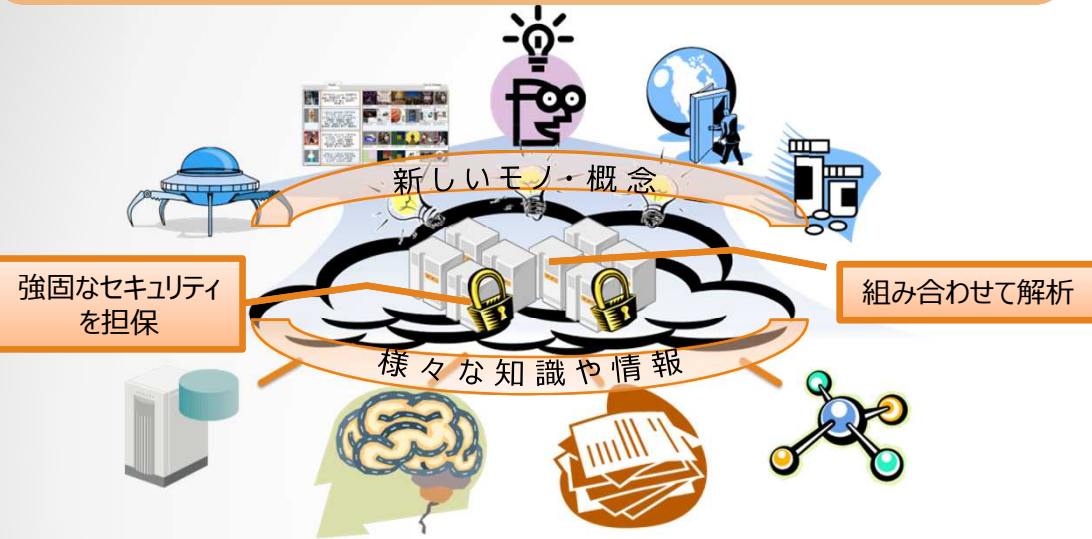 新しいモノ・概念
強固なセキュリティ
を担保
組み合わせて解析
様々な知識や情報